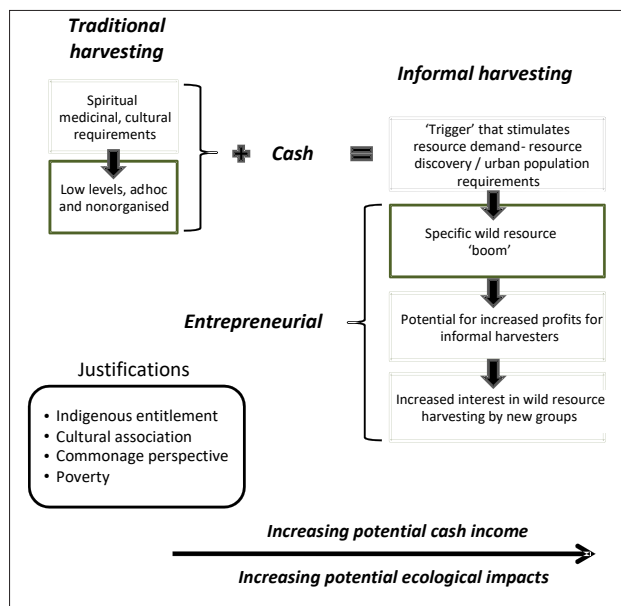 Traditional
harvesting
Spiritual
medicinal, cultural
requirements
Low levels, adhoc
and nonorganised
+ Cash =
Informal harvesting
‘Trigger’ that stimulates
resource demand- resource
discovery / urban population
requirements
Specific wild resource
‘boom’
Entrepreneurial
Potential for increased profits for
informal harvesters
Increased interest in wild resource
harvesting by new groups
Justifications
• Indigenous entitlement
• Cultural association
• Commonage perspective
• Poverty
Increasing potential cash income
Increasing potential ecological impacts